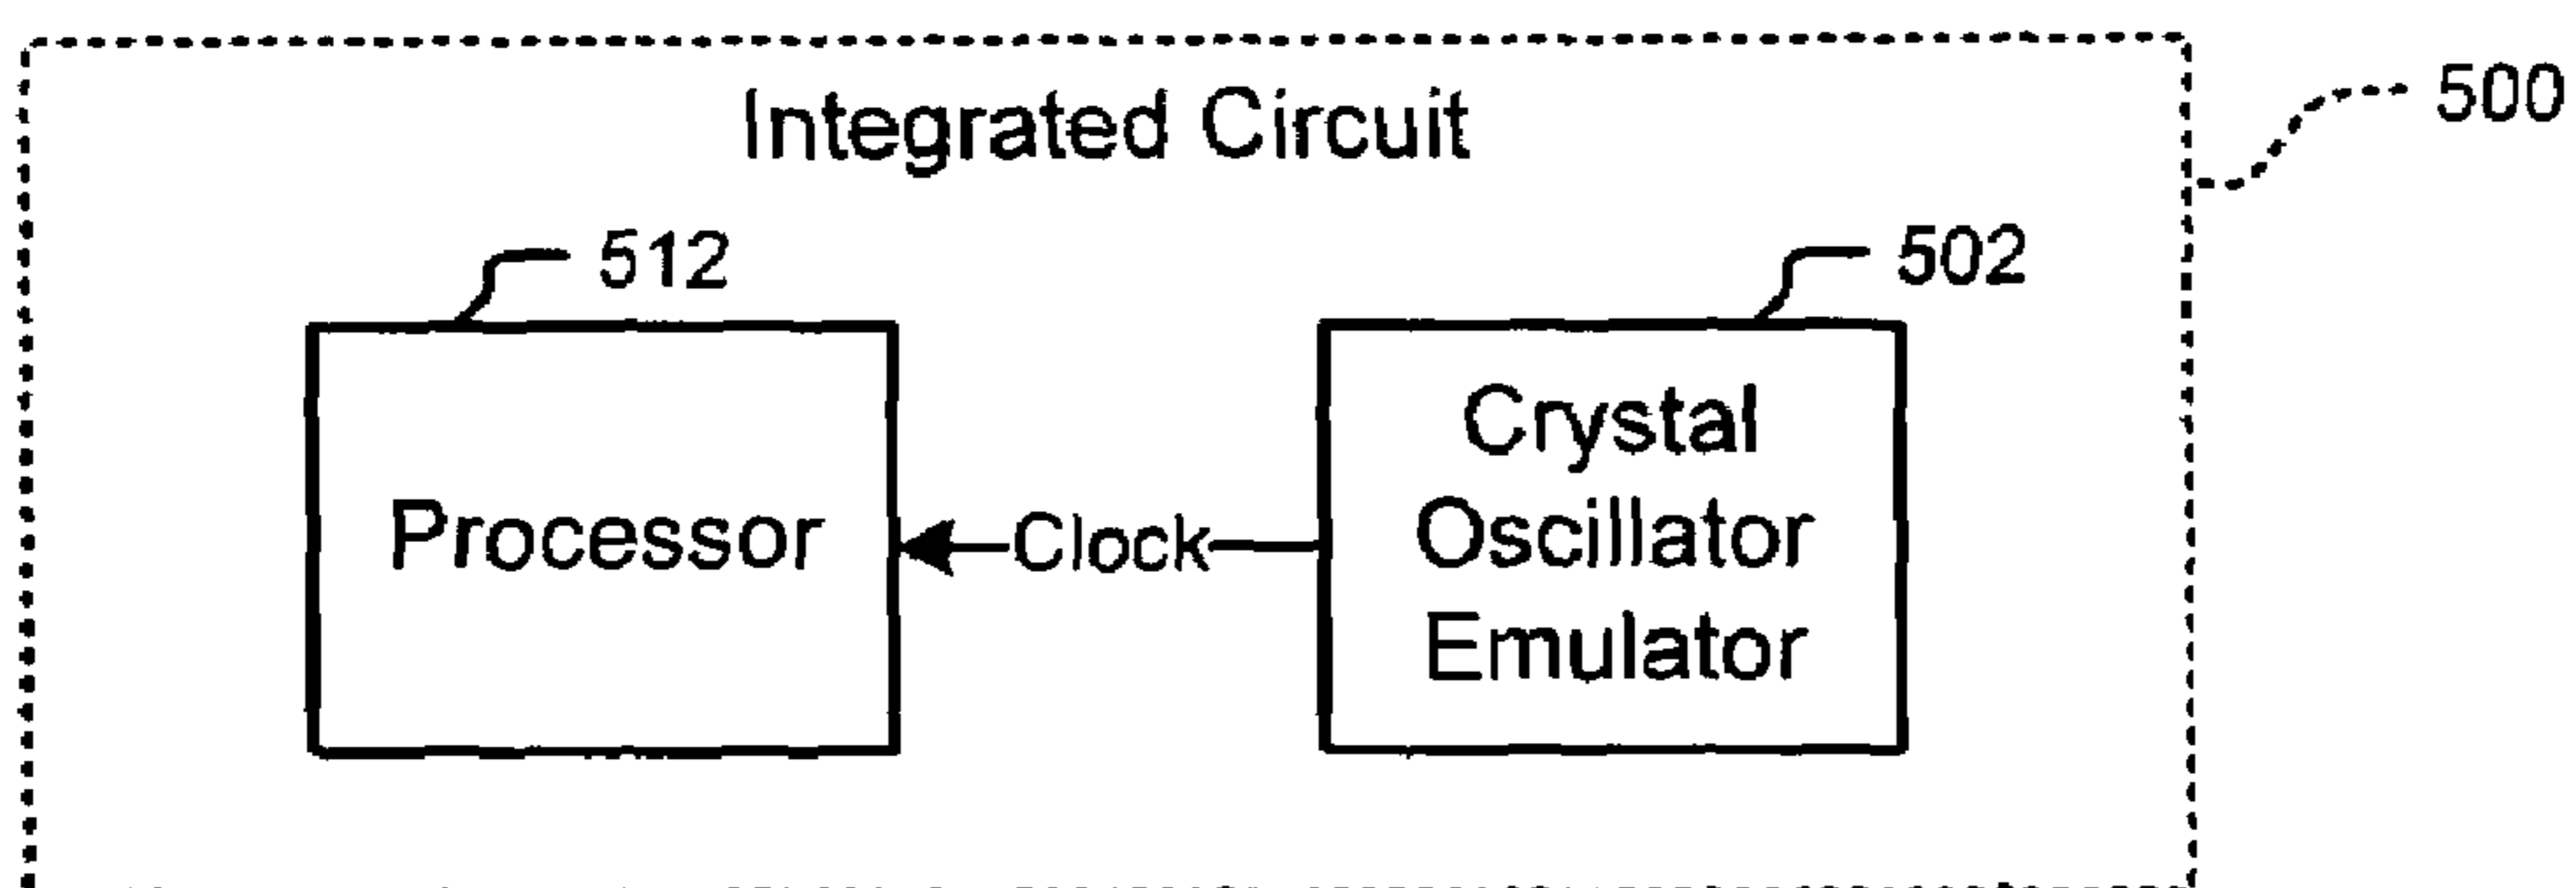 Integrated Circuit
500
512
502
Processor
Clock
Crystal
Oscillator
Emulator